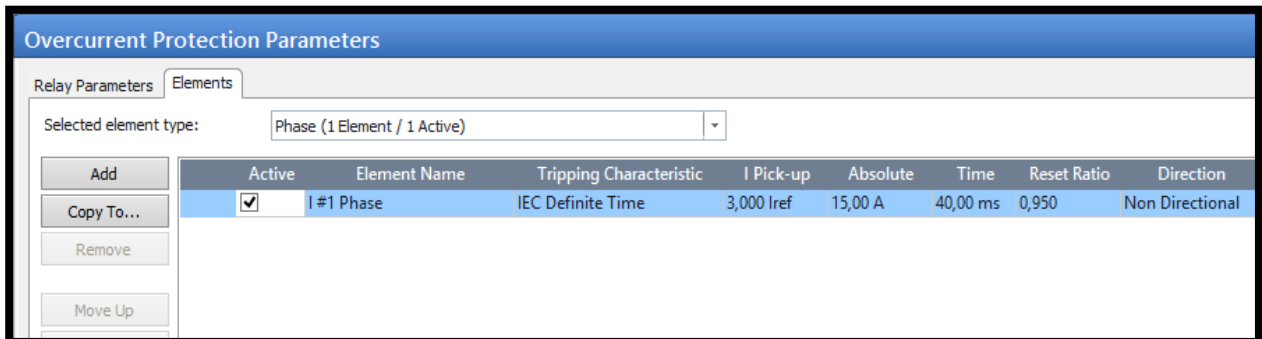 Overcurrent Protection Parameters
Relay Parameters Elements
Selected element type: Phase (1 Element / 1 Active)
Add
Active Element Name Tripping Characteristic I Pick-up Absolute Time Reset Ratio Direction
I #1 Phase IEC Definite Time 3,000 Iref 15,00 A 40,00 ms 0,950 Non Directional
Copy To...
Remove
Move Up